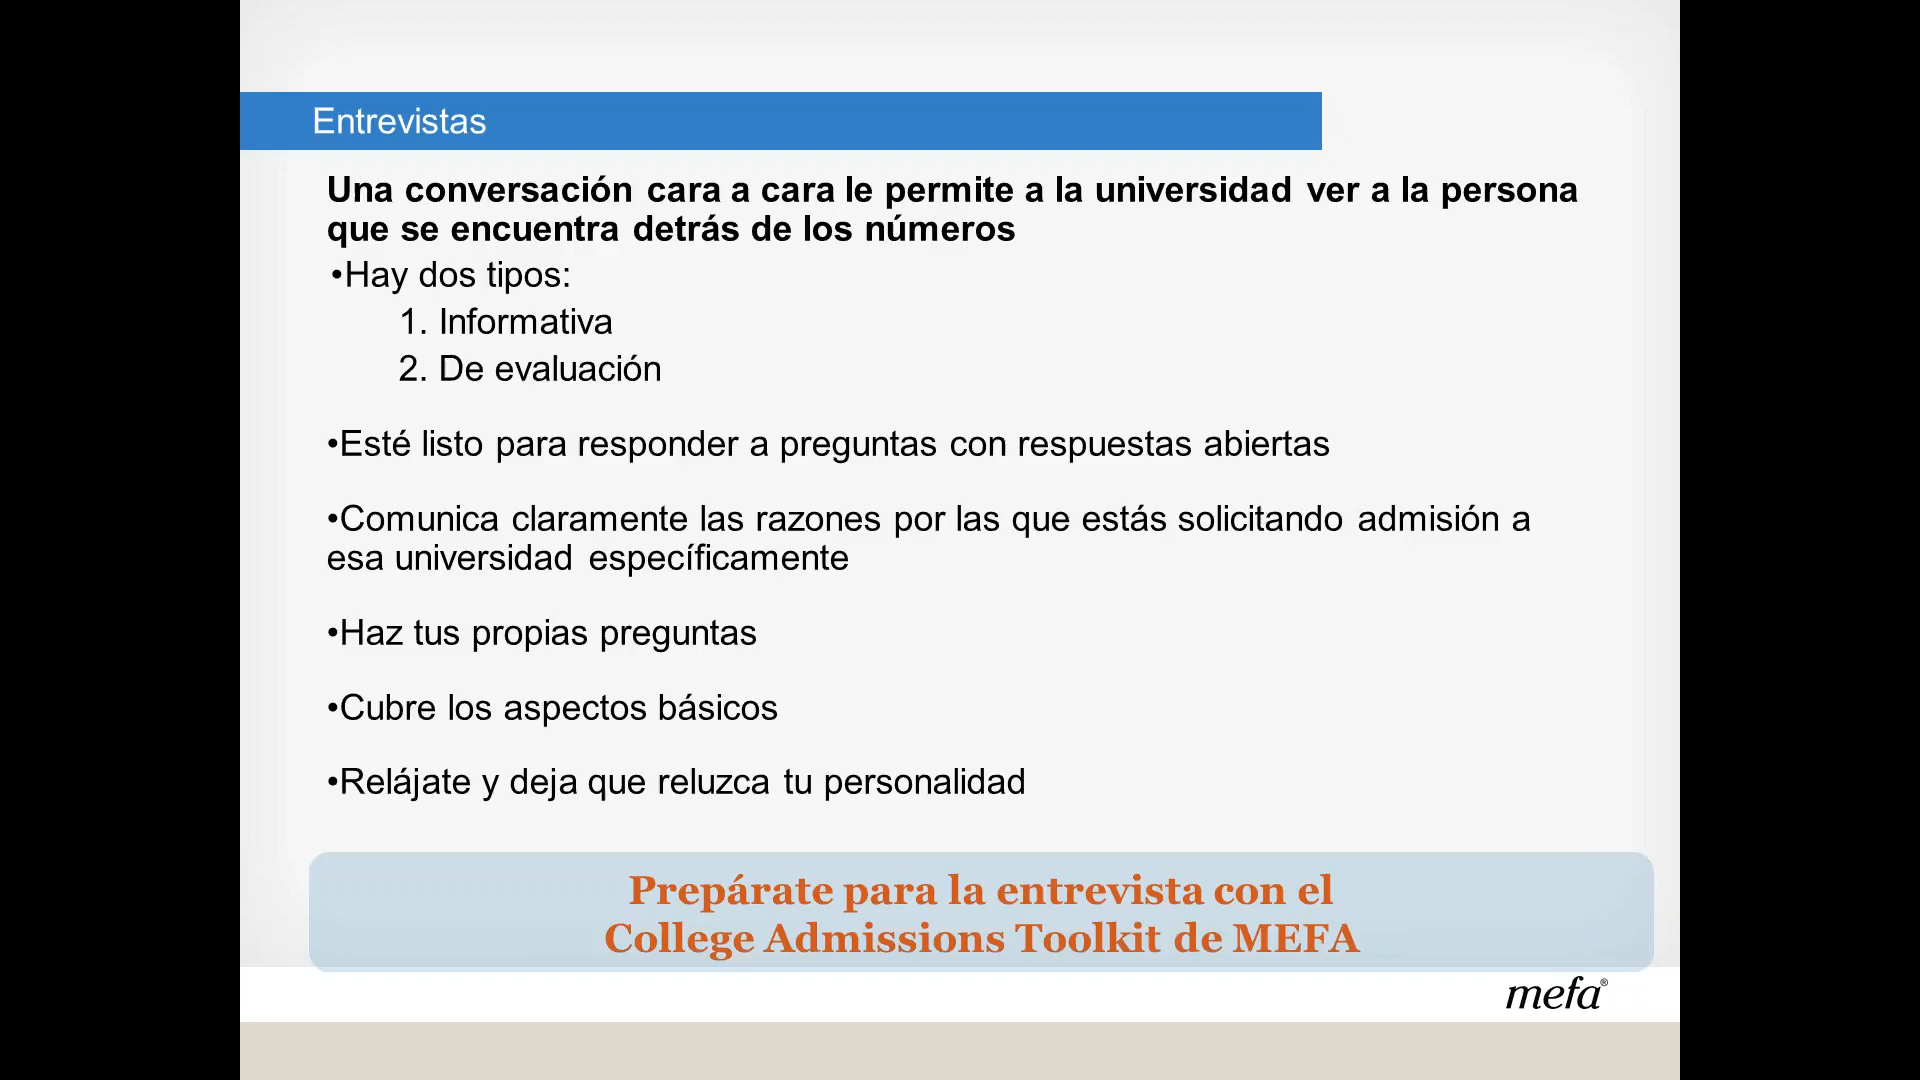 Entrevistas
Una conversación cara a cara le permite a la universidad ver a la persona
que se encuentra detrás de los números
•Hay dos tipos:
1. Informativa
2. De evaluación
•Esté listo para responder a preguntas con respuestas abiertas
•Comunica claramente las razones por las que estás solicitando admisión a
esa universidad específicamente
•Haz tus propias preguntas
•Cubre los aspectos básicos
•Relájate y deja que reluzca tu personalidad
Prepárate para la entrevista con el
College Admissions Toolkit de MEFA
mefa®